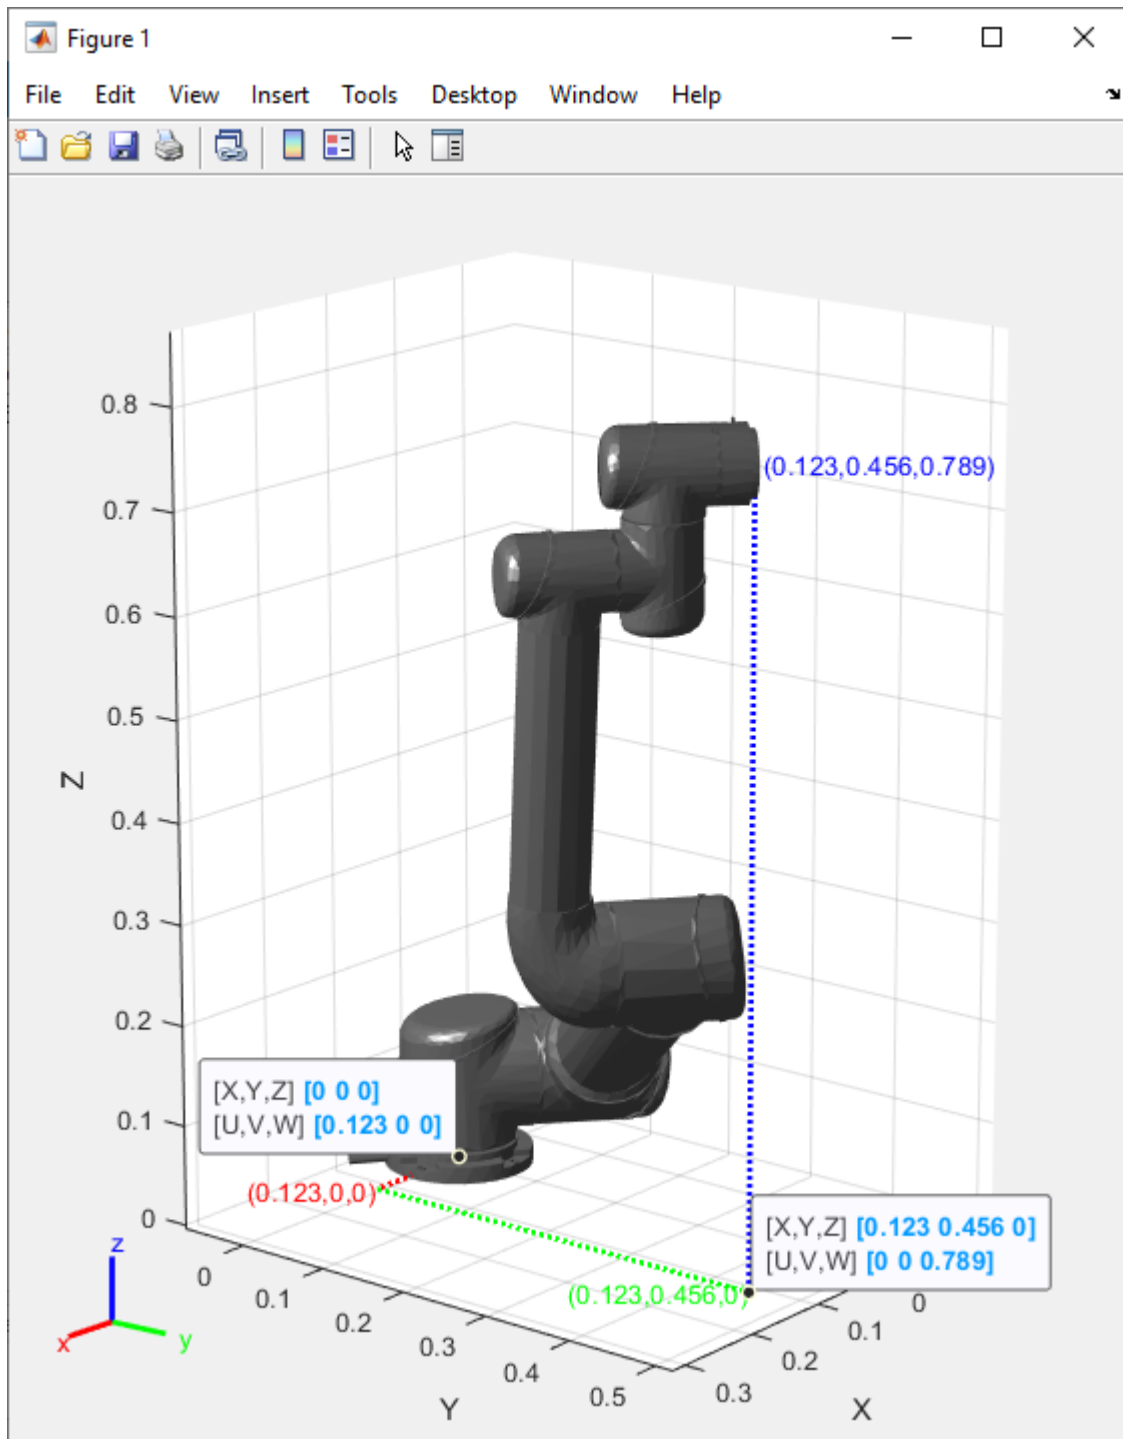 Figure 1
File Edit View Insert Tools Desktop Window Help
0.8
(0.123,0.456,0.789)
0.7
0.6
0.5
Z
0.4
0.3
0.2
[X,Y,Z] [0 0 0]
[U,V,W] [0.123 0 0]
0.1
(0.123,0,0)
0
[X,Y,Z] [0.123 0.456 0]
[U,V,W] [0 0 0.789]
(0.123,0.456,0)
z
x
y
0
0.1
0.2
0.3
0.4
0.5
Y
0
0.1
0.2
0.3
X